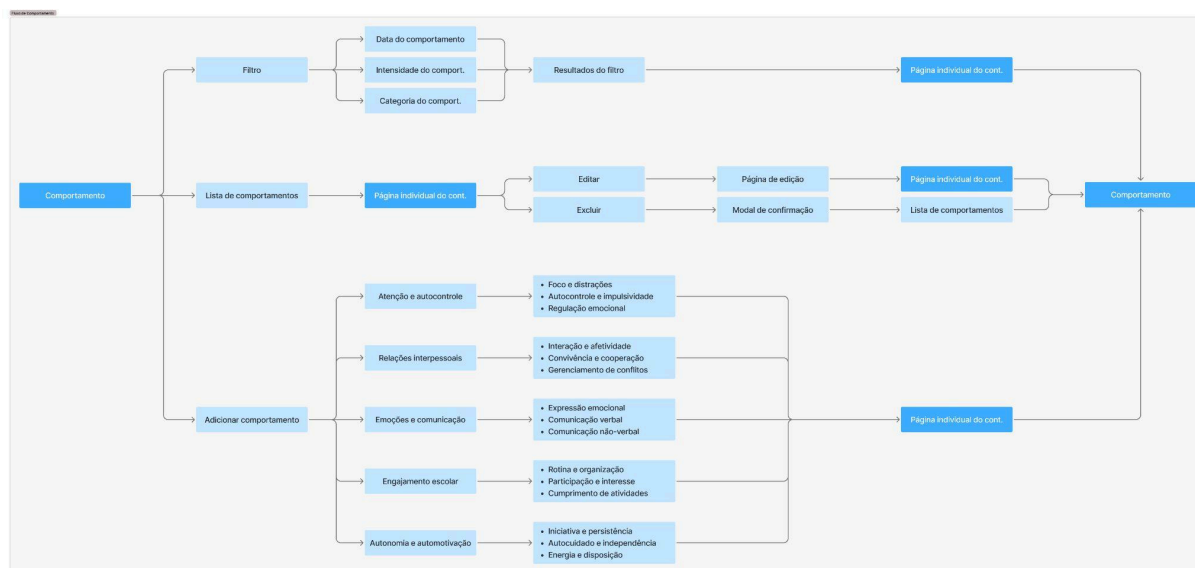 Fluxo de Comportamento
Data do comportamento
Filtro
Intensidade do comport.
Resultados do filtro
Página individual do cont.
Categoria do comport.
Comportamento
Lista de comportamentos
Página individual do cont.
Editar
Página de edição
Página individual do cont.
Excluir
Modal de confirmação
Lista de comportamentos
Comportamento
Adicionar comportamento
Atenção e autocontrole
• Foco e distrações
• Autocontrole e impulsividade
• Regulação emocional
Relações interpessoais
• Interação e afetividade
• Convivência e cooperação
• Gerenciamento de conflitos
Emoções e comunicação
• Expressão emocional
• Comunicação verbal
• Comunicação não-verbal
Engajamento escolar
• Rotina e organização
• Participação e interesse
• Cumprimento de atividades
Autonomia e automotivação
• Iniciativa e persistência
• Autocuidado e independência
• Energia e disposição
Página individual do cont.